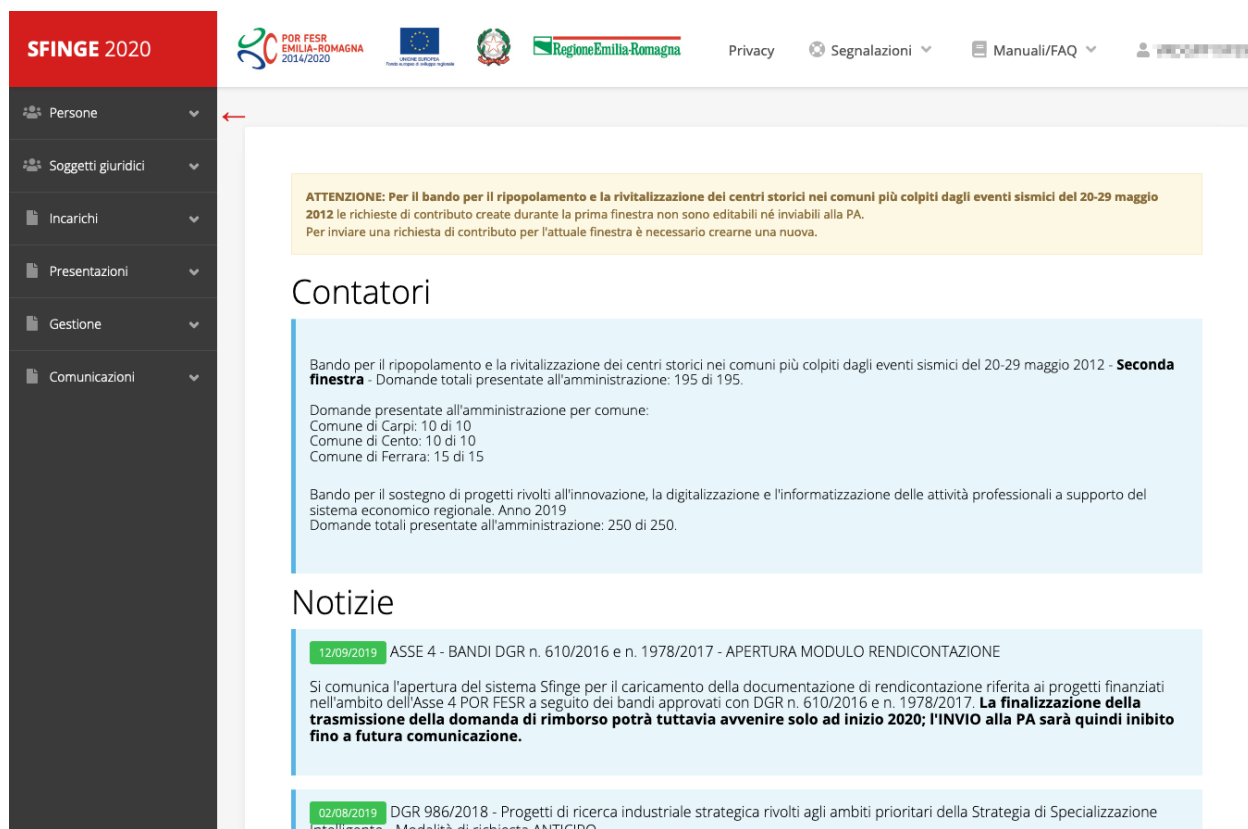 SFINGE 2020
POR FESR
EMILIA-ROMAGNA
2014/2020
UNIONE EUROPEA
Fondo europeo di sviluppo regionale
RegioneEmilia-Romagna
Privacy
Segnalazioni
Manuali/FAQ
Persone
Soggetti giuridici
Incarichi
Presentazioni
Gestione
Comunicazioni
ATTENZIONE: Per il bando per il ripopolamento e la rivitalizzazione dei centri storici nei comuni più colpiti dagli eventi sismici del 20-29 maggio
2012 le richieste di contributo create durante la prima finestra non sono editabili né inviabili alla PA.
Per inviare una richiesta di contributo per l'attuale finestra è necessario crearne una nuova.
Contatori
Bando per il ripopolamento e la rivitalizzazione dei centri storici nei comuni più colpiti dagli eventi sismici del 20-29 maggio 2012 - Seconda
finestra - Domande totali presentate all'amministrazione: 195 di 195.
Domande presentate all'amministrazione per comune:
Comune di Carpi: 10 di 10
Comune di Cento: 10 di 10
Comune di Ferrara: 15 di 15
Bando per il sostegno di progetti rivolti all'innovazione, la digitalizzazione e l'informatizzazione delle attività professionali a supporto del
sistema economico regionale. Anno 2019
Domande totali presentate all'amministrazione: 250 di 250.
Notizie
12/09/2019 ASSE 4 - BANDI DGR n. 610/2016 e n. 1978/2017 - APERTURA MODULO RENDICONTAZIONE
Si comunica l'apertura del sistema Sfinge per il caricamento della documentazione di rendicontazione riferita ai progetti finanziati
nell'ambito dell'Asse 4 POR FESR a seguito dei bandi approvati con DGR n. 610/2016 e n. 1978/2017. La finalizzazione della
trasmissione della domanda di rimborso potrà tuttavia avvenire solo ad inizio 2020; l'INVIO alla PA sarà quindi inibito
fino a futura comunicazione.
02/08/2019 DGR 986/2018 - Progetti di ricerca industriale strategica rivolti agli ambiti prioritari della Strategia di Specializzazione
Intelligente - Modalità di richiesta ANTICIPO